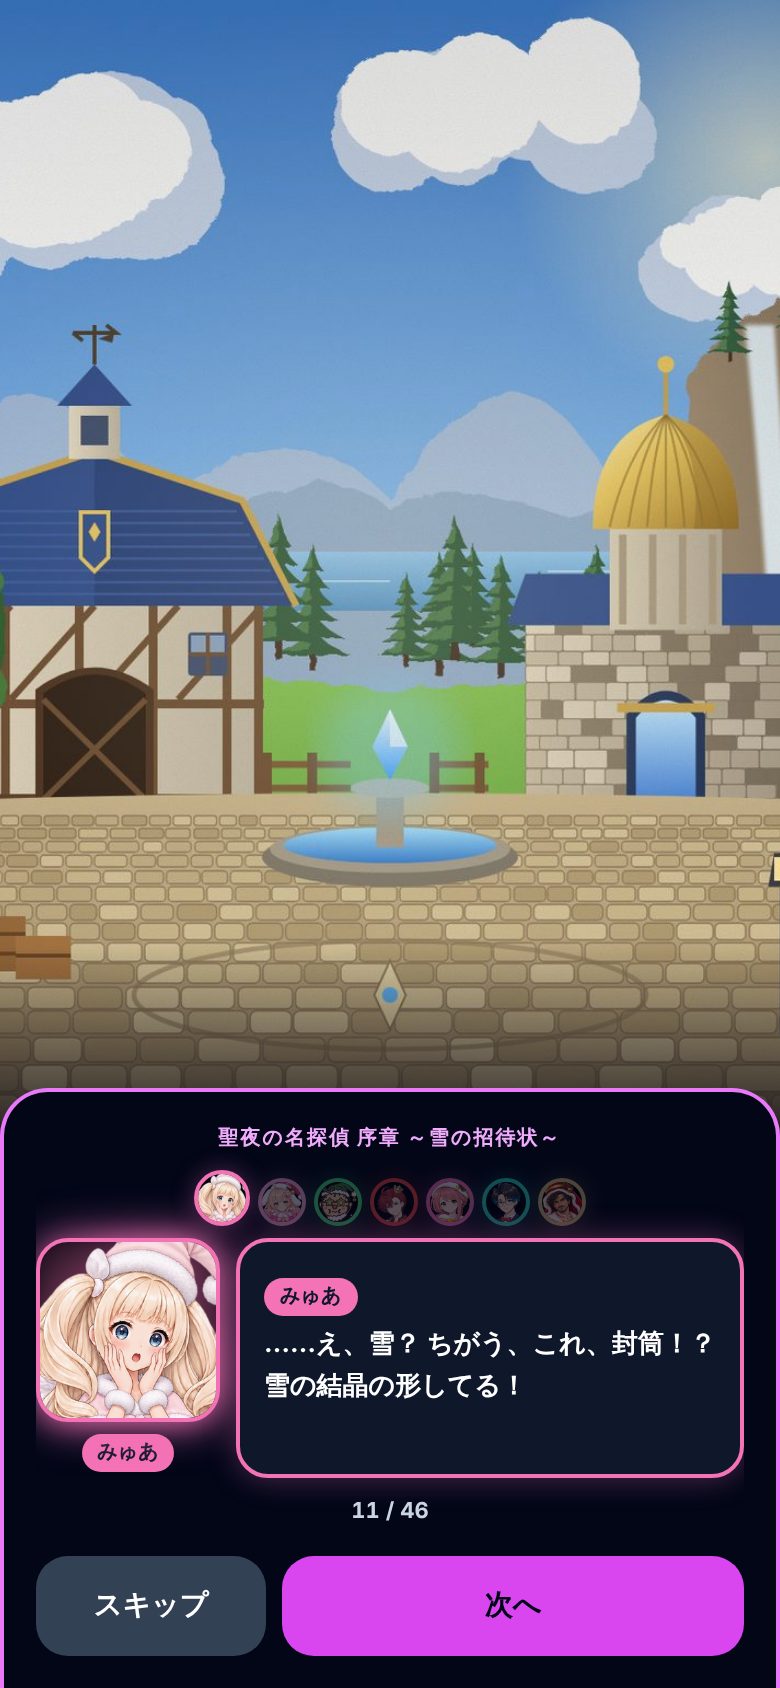 聖夜の名探偵 序章 ～雪の招待状～
みゅあ
……え、雪？ ちがう、これ、封筒！？
雪の結晶の形してる！
みゅあ
11 / 46
スキップ
次へ